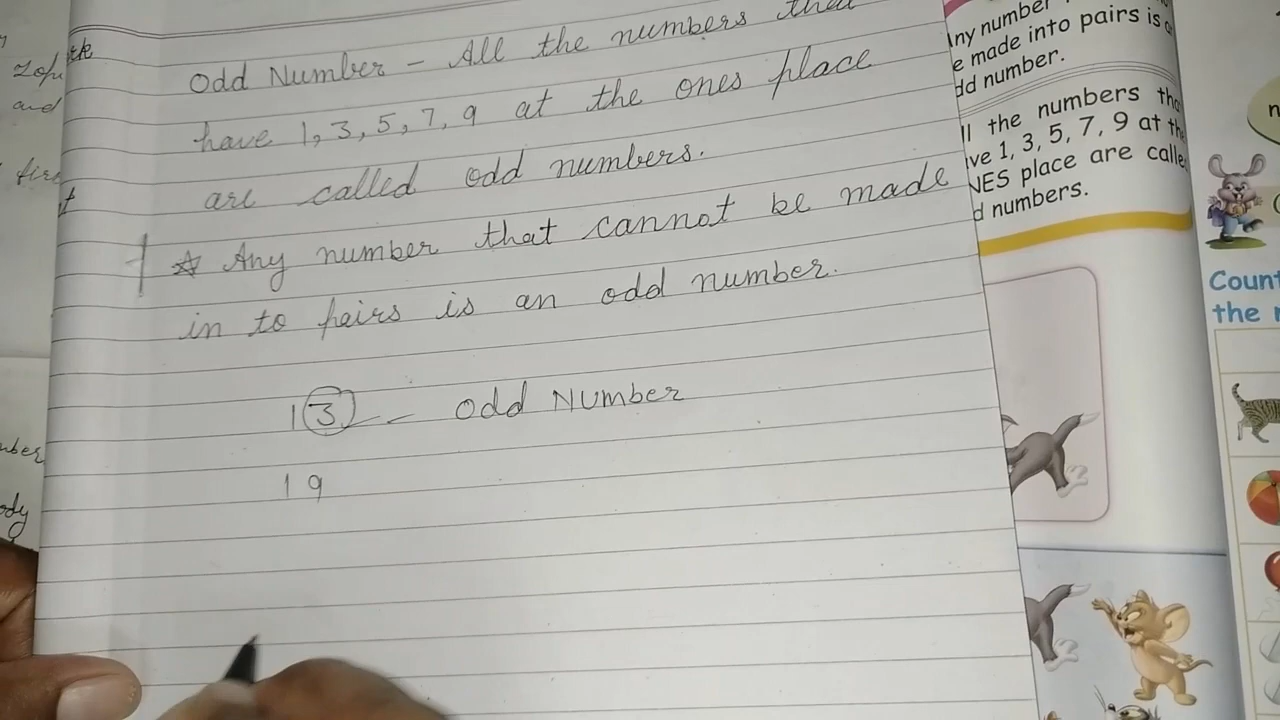 Odd Number - All the numbers that
have 1, 3, 5, 7, 9 at the ones place
are called odd numbers.
☆ Any number that cannot be made
in to pairs is an odd number.
13 - Odd Number
19
and
Any number
made into pairs is
number.
the numbers
1, 3, 5, 7, 9 at
place are
numbers.
Count
the